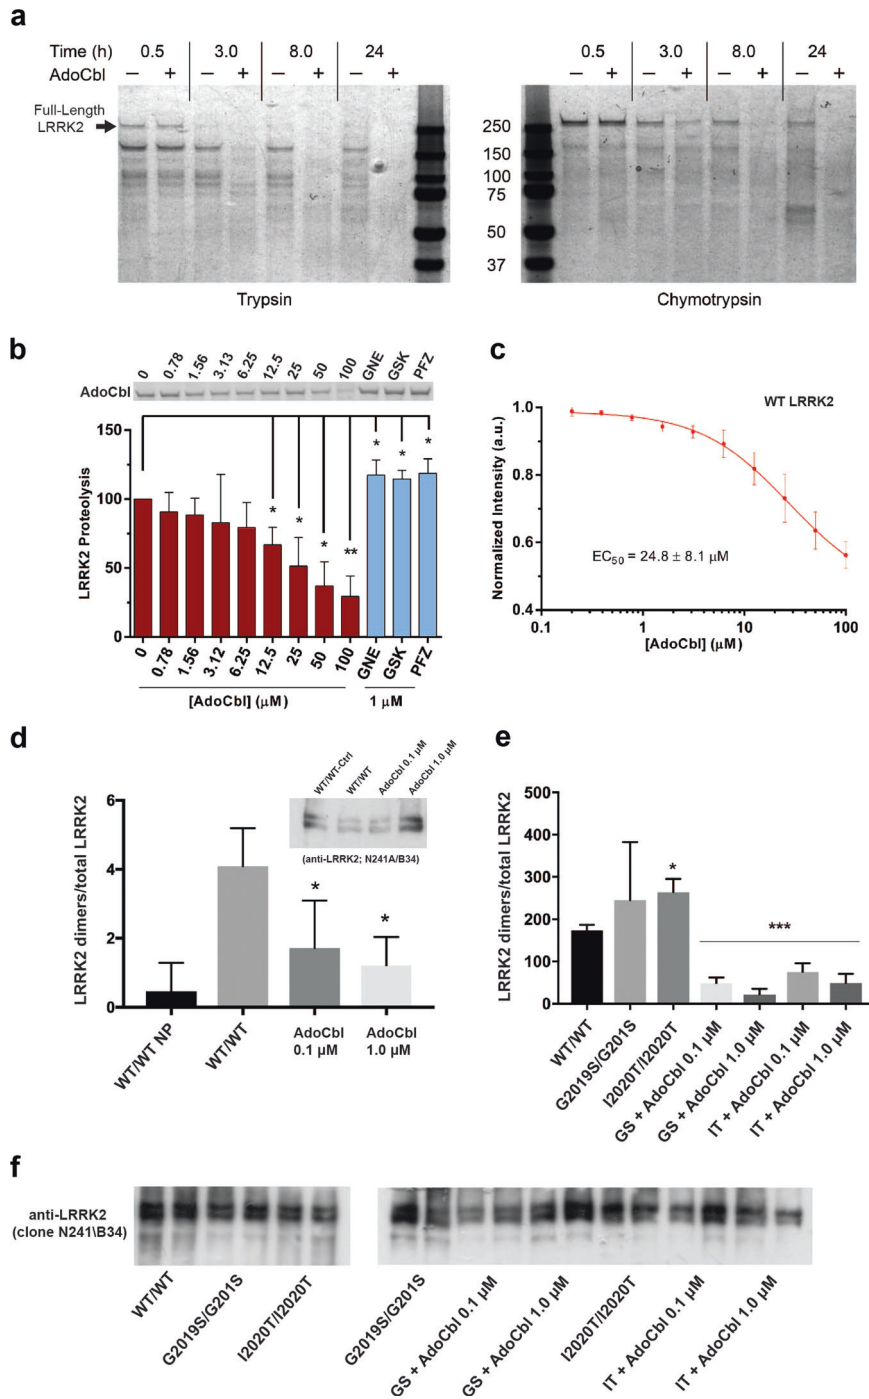 a
Time (h) 0.5 3.0 8.0 24
AdoCbl – + – + – + – +
Full-Length
LRRK2
Trypsin
0.5 3.0 8.0 24
– + – + – + – +
250
150
100
75
50
37
Chymotrypsin
b
0 0.78 1.56 3.13 6.25 12.5 25 50 100 GNE GSK PFZ
AdoCbl
LRRK2 Proteolysis
150
100
50
0
* * * ** * * *
0 0.78 1.56 3.12 6.25 12.5 25 50 100 GNE GSK PFZ
[AdoCbl] (μM) 1 μM
c
WT LRRK2
Normalized Intensity (a.u.)
1.0
0.8
0.6
0.4
EC50 = 24.8 ± 8.1 μM
0.1 1 10 100
[AdoCbl] (μM)
d
LRRK2 dimers/total LRRK2
6
4
2
0
WT/WT-Ctrl WT/WT AdoCbl 0.1 μM AdoCbl 1.0 μM
(anti-LRRK2; N241A/B34)
* *
WT/WT NP WT/WT AdoCbl 0.1 μM AdoCbl 1.0 μM
e
LRRK2 dimers/total LRRK2
500
400
300
200
100
0
* ***
WT/WT G2019S/G201S I2020T/I2020T GS + AdoCbl 0.1 μM GS + AdoCbl 1.0 μM IT + AdoCbl 0.1 μM IT + AdoCbl 1.0 μM
f
anti-LRRK2
(clone N241\B34)
WT/WT G2019S/G201S I2020T/I2020T
G2019S/G201S GS + AdoCbl 0.1 μM GS + AdoCbl 1.0 μM I2020T/I2020T IT + AdoCbl 0.1 μM IT + AdoCbl 1.0 μM